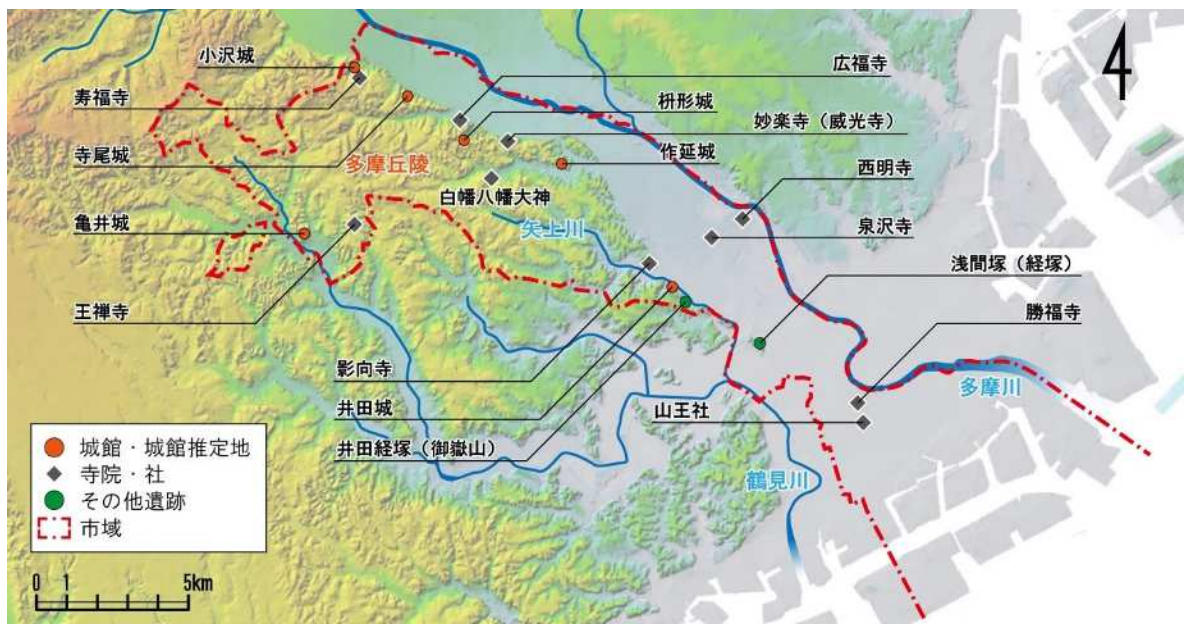 小沢城
寿福寺
寺尾城
亀井城
王禅寺
多摩丘陵
白幡八幡大神
矢上川
広福寺
枡形城
妙楽寺（威光寺）
作延城
西明寺
泉沢寺
浅間塚（経塚）
勝福寺
多摩川
影向寺
井田城
井田経塚（御嶽山）
山王社
鶴見川
4
城館・城館推定地
寺院・社
その他遺跡
市域
0 1 5km